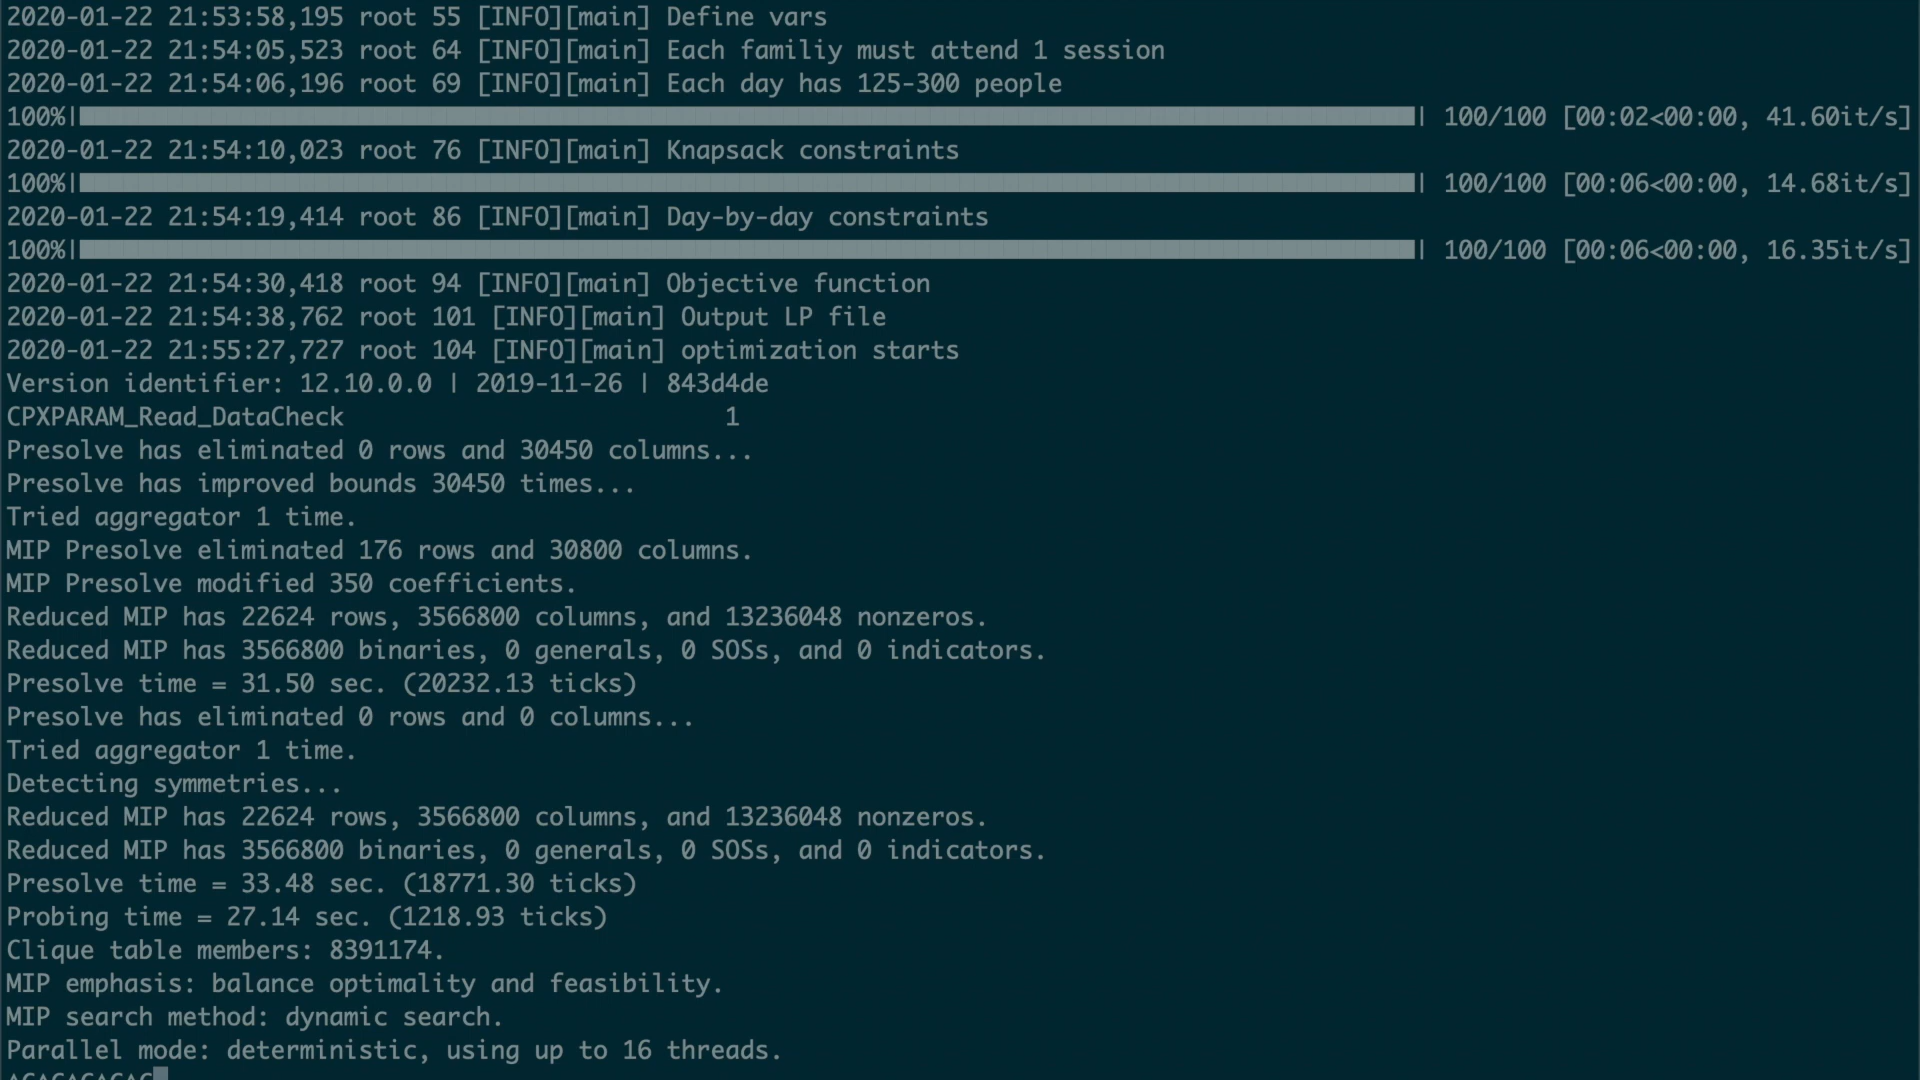 2020-01-22 21:53:58,195 root 55 [INFO][main] Define vars
2020-01-22 21:54:05,523 root 64 [INFO][main] Each familiy must attend 1 session
2020-01-22 21:54:06,196 root 69 [INFO][main] Each day has 125-300 people
100%| | 100/100 [00:02<00:00, 41.60it/s]
2020-01-22 21:54:10,023 root 76 [INFO][main] Knapsack constraints
100%| | 100/100 [00:06<00:00, 14.68it/s]
2020-01-22 21:54:19,414 root 86 [INFO][main] Day-by-day constraints
100%| | 100/100 [00:06<00:00, 16.35it/s]
2020-01-22 21:54:30,418 root 94 [INFO][main] Objective function
2020-01-22 21:54:38,762 root 101 [INFO][main] Output LP file
2020-01-22 21:55:27,727 root 104 [INFO][main] optimization starts
Version identifier: 12.10.0.0 | 2019-11-26 | 843d4de
CPXPARAM_Read_DataCheck 1
Presolve has eliminated 0 rows and 30450 columns...
Presolve has improved bounds 30450 times...
Tried aggregator 1 time.
MIP Presolve eliminated 176 rows and 30800 columns.
MIP Presolve modified 350 coefficients.
Reduced MIP has 22624 rows, 3566800 columns, and 13236048 nonzeros.
Reduced MIP has 3566800 binaries, 0 generals, 0 SOSs, and 0 indicators.
Presolve time = 31.50 sec. (20232.13 ticks)
Presolve has eliminated 0 rows and 0 columns...
Tried aggregator 1 time.
Detecting symmetries...
Reduced MIP has 22624 rows, 3566800 columns, and 13236048 nonzeros.
Reduced MIP has 3566800 binaries, 0 generals, 0 SOSs, and 0 indicators.
Presolve time = 33.48 sec. (18771.30 ticks)
Probing time = 27.14 sec. (1218.93 ticks)
Clique table members: 8391174.
MIP emphasis: balance optimality and feasibility.
MIP search method: dynamic search.
Parallel mode: deterministic, using up to 16 threads.
^C^C^C^C^C